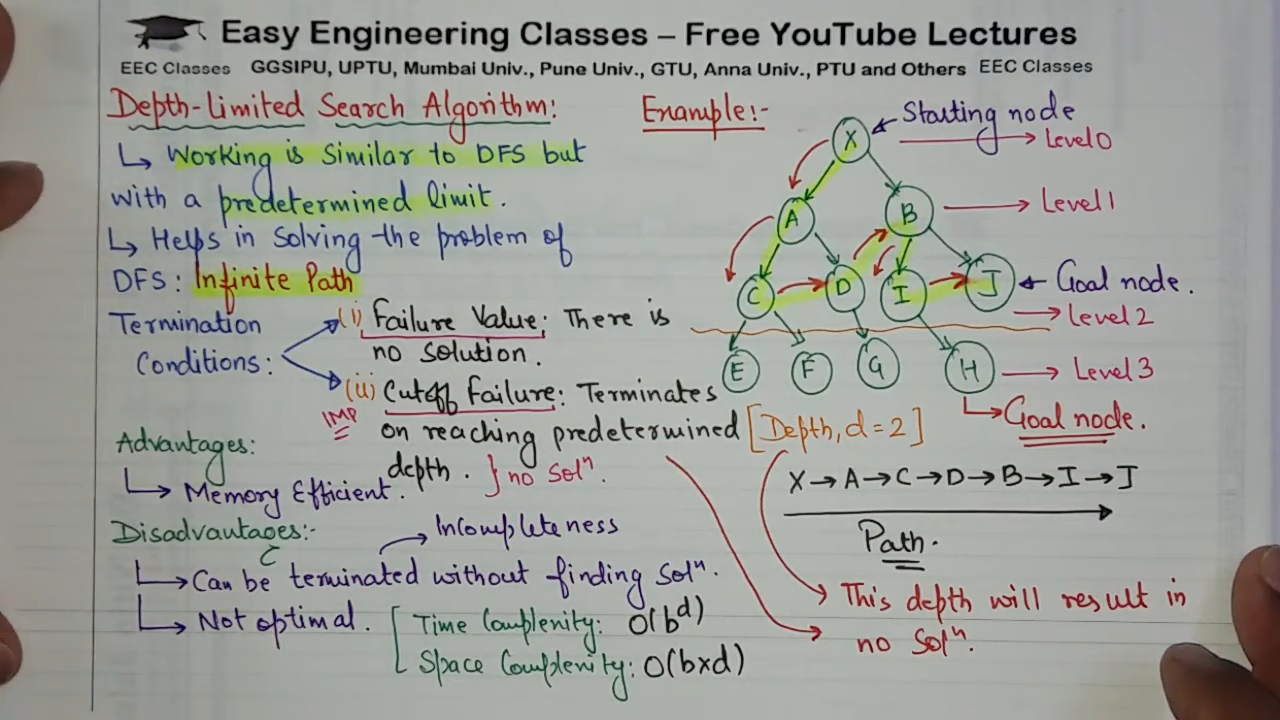 Easy Engineering Classes – Free YouTube Lectures
EEC Classes GGSIPU, UPTU, Mumbai Univ., Pune Univ., GTU, Anna Univ., PTU and Others EEC Classes
Depth-limited Search Algorithm:
↳ Working is Similar to DFS but
with a predetermined limit.
↳ Helps in Solving the problem of
DFS : Infinite Path
Termination
Conditions:
(i) Failure Value; There is
no solution.
(ii) Cutoff Failure: Terminates
IMP
on reaching predetermined
depth. } no Solⁿ.
Advantages:
↳ Memory Efficient.
Disadvantages:-
Incompleteness
↳ Can be terminated without finding Solⁿ.
↳ Not optimal.
[ Time Complenity: O(b^d)
Space Complenity: O(b×d)
Example:-
Starting node
X → Level 0
A B → Level 1
C D I J ← Goal node.
→ Level 2
E F G H → Level 3
↳ Goal node.
[Depth, d = 2]
X → A → C → D → B → I → J
Path.
This depth will result in
no Solⁿ.